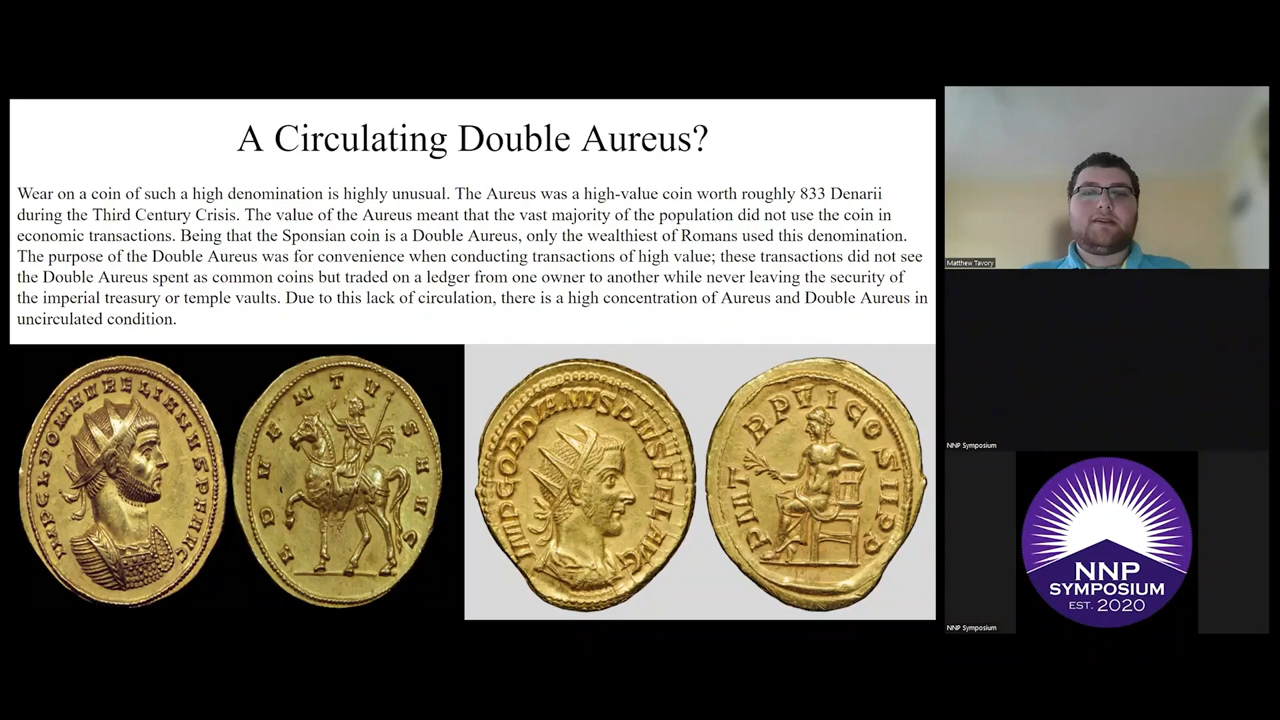 A Circulating Double Aureus?
Wear on a coin of such a high denomination is highly unusual. The Aureus was a high-value coin worth roughly 833 Denarii
during the Third Century Crisis. The value of the Aureus meant that the vast majority of the population did not use the coin in
economic transactions. Being that the Sponsian coin is a Double Aureus, only the wealthiest of Romans used this denomination.
The purpose of the Double Aureus was for convenience when conducting transactions of high value; these transactions did not see
the Double Aureus spent as common coins but traded on a ledger from one owner to another while never leaving the security of
the imperial treasury or temple vaults. Due to this lack of circulation, there is a high concentration of Aureus and Double Aureus in
uncirculated condition.
IMPCLDOMAVRELIANVSPFAVG
ADVENTVSAVG
IMPGORDIANVSPIVSFELAVG
PMTRPVICOSIIPP
Matthew Tavory
NNP Symposium
NNP
SYMPOSIUM
EST. 2020
NNP Symposium